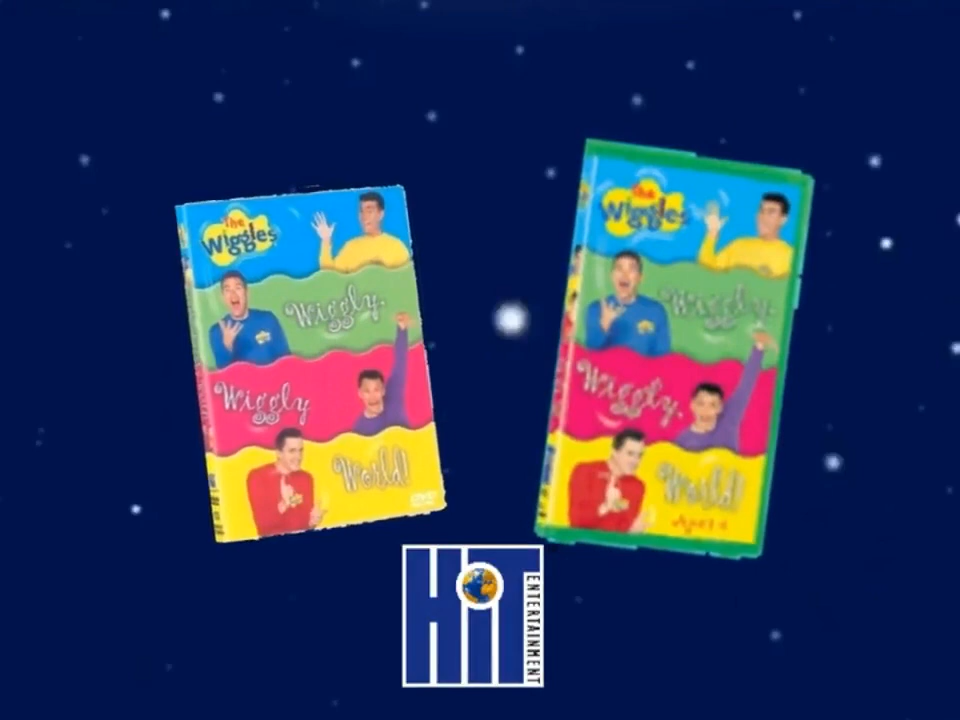 the
Wiggles
Wiggly,
Wiggly
World!
DVD
the
Wiggles
Wiggly,
Wiggly,
World!
HiT
ENTERTAINMENT